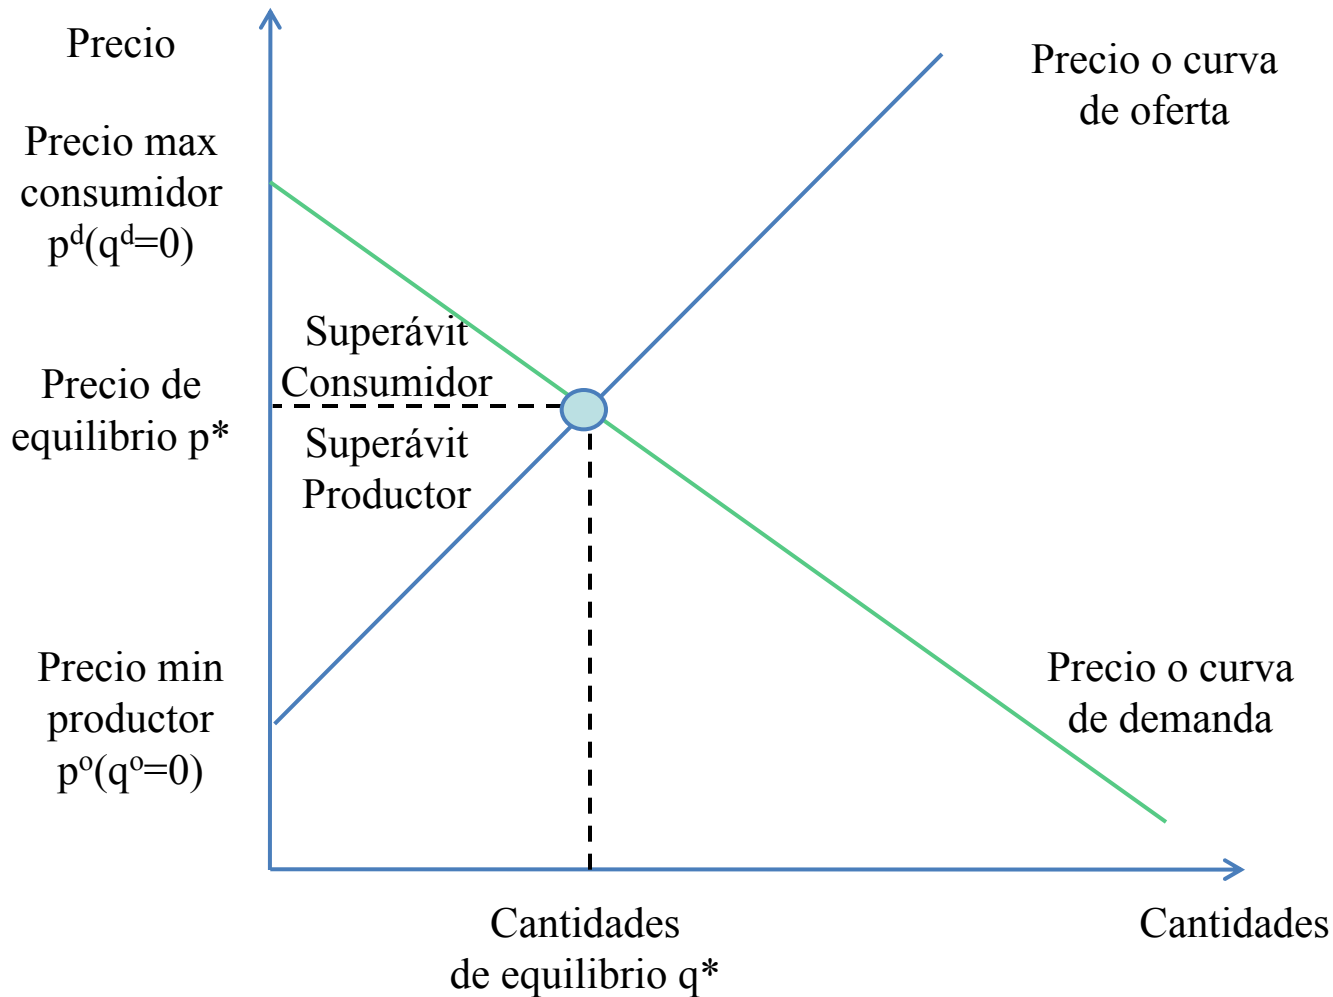 Precio
Precio o curva
de oferta
Precio max
consumidor
pᵈ(qᵈ=0)
Superávit
Consumidor
Precio de
equilibrio p*
Superávit
Productor
Precio min
productor
pᵒ(qᵒ=0)
Precio o curva
de demanda
Cantidades
de equilibrio q*
Cantidades